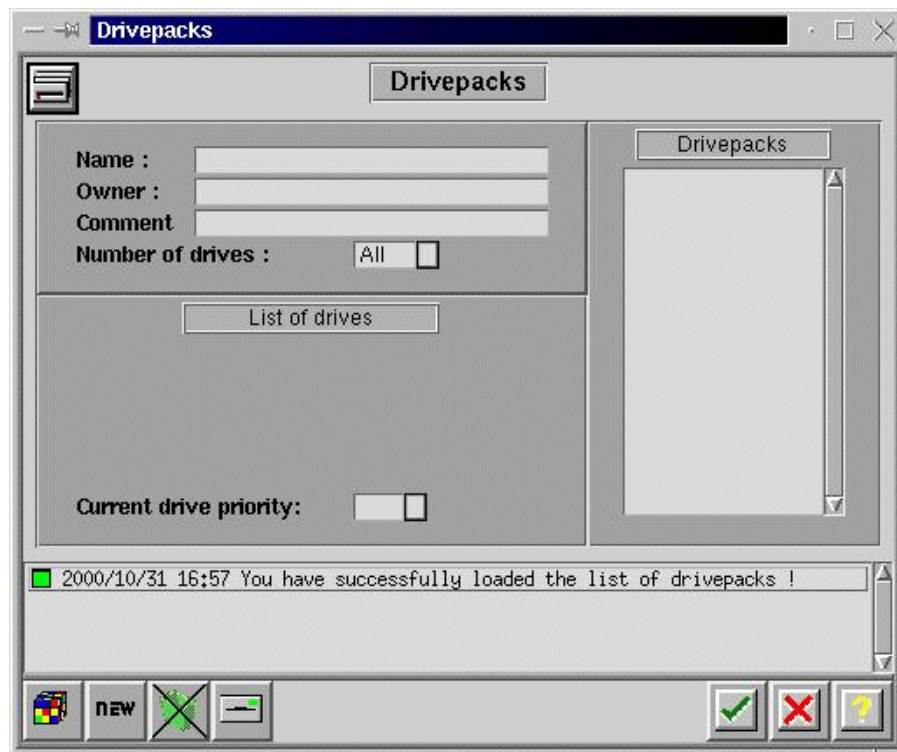 Drivepacks
Drivepacks
Name :
Owner :
Comment
Number of drives :
All
List of drives
Current drive priority:
Drivepacks
2000/10/31 16:57 You have successfully loaded the list of drivepacks !
NEW
?